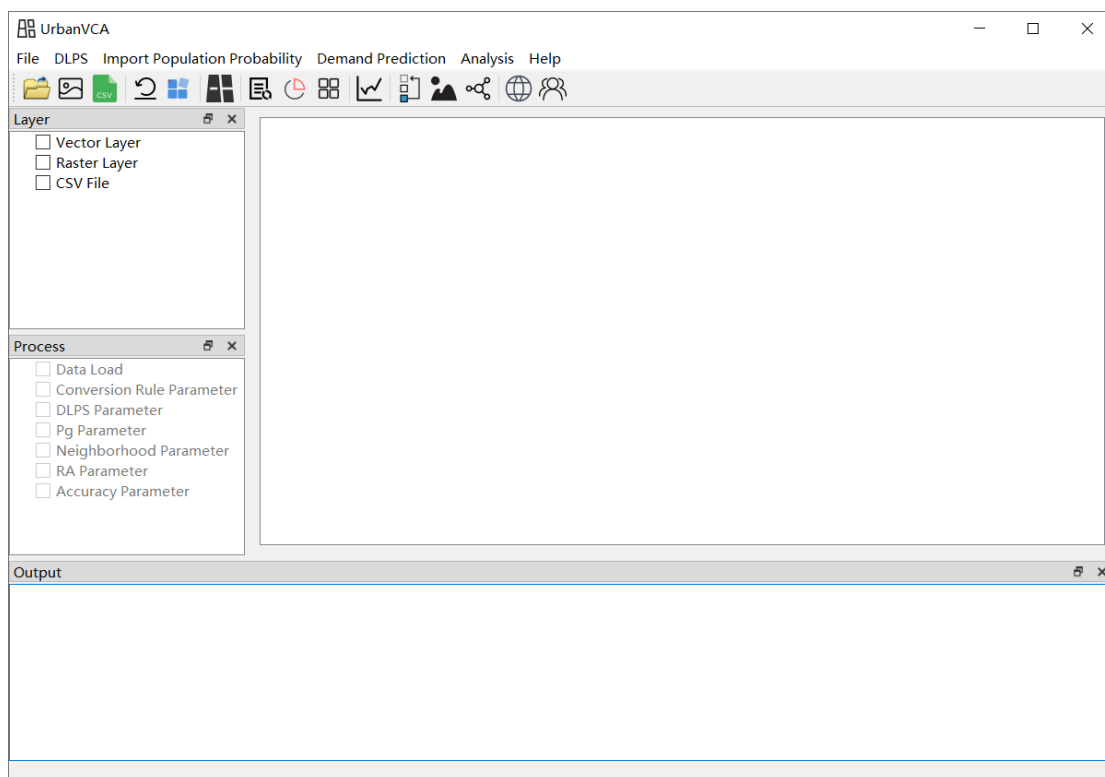 UrbanVCA
File DLPS Import Population Probability Demand Prediction Analysis Help
CSV
Layer
Vector Layer
Raster Layer
CSV File
Process
Data Load
Conversion Rule Parameter
DLPS Parameter
Pg Parameter
Neighborhood Parameter
RA Parameter
Accuracy Parameter
Output